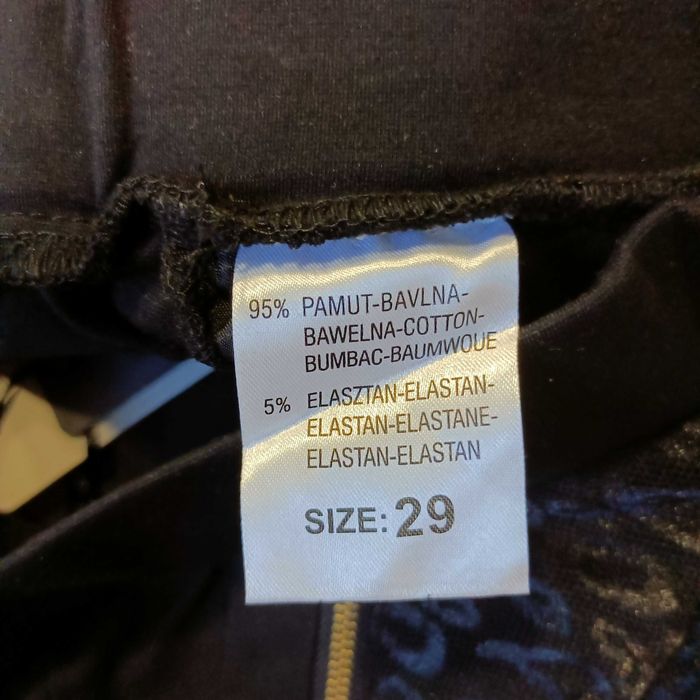 95% PAMUT-BAVLNA-
BAWELNA-COTTON-
BUMBAC-BAUMWOUE
5% ELASZTAN-ELASTAN-
ELASTAN-ELASTANE-
ELASTAN-ELASTAN
SIZE: 29